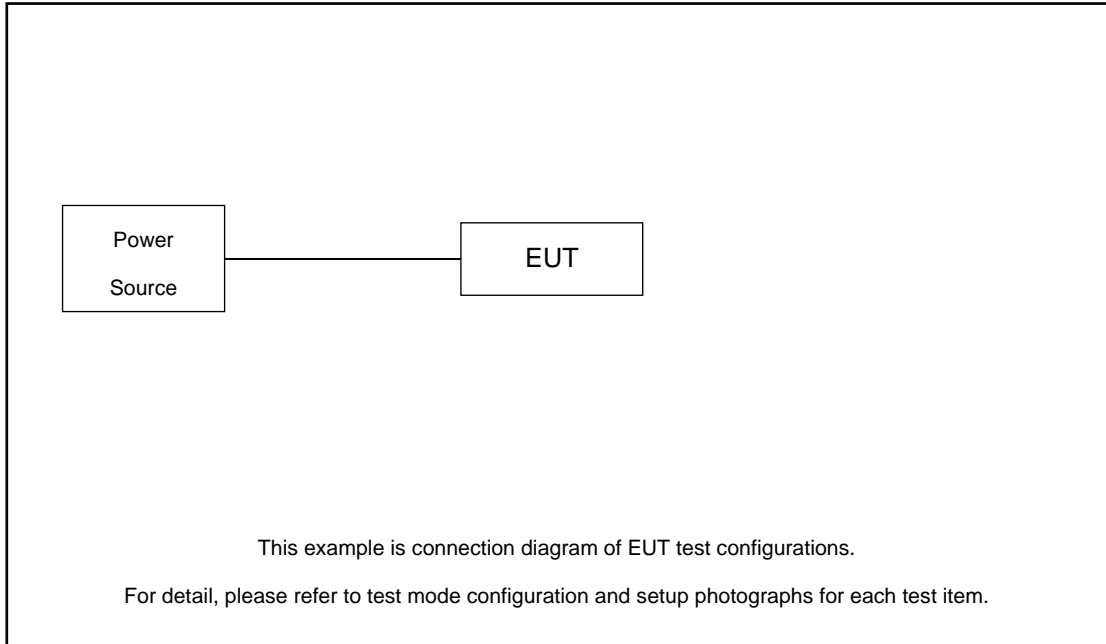 Power
Source
EUT
This example is connection diagram of EUT test configurations.
For detail, please refer to test mode configuration and setup photographs for each test item.